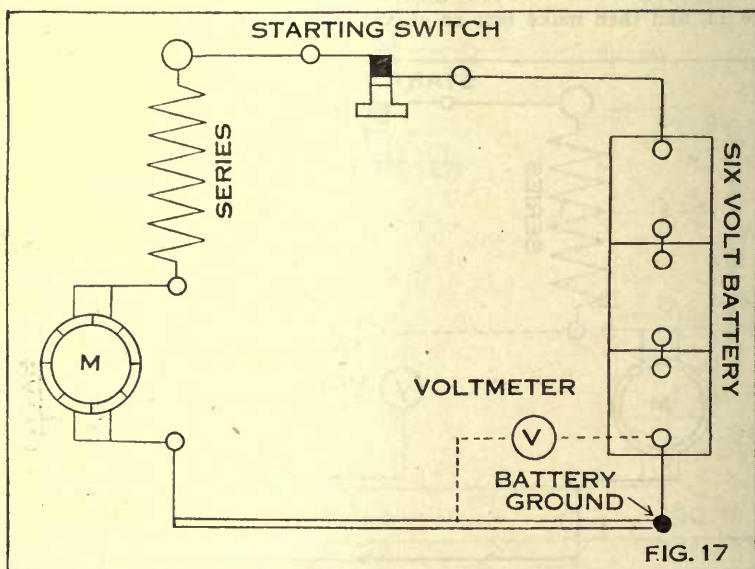 STARTING SWITCH
SERIES
M
SIX VOLT BATTERY
VOLTMETER
V
BATTERY
GROUND
FIG. 17